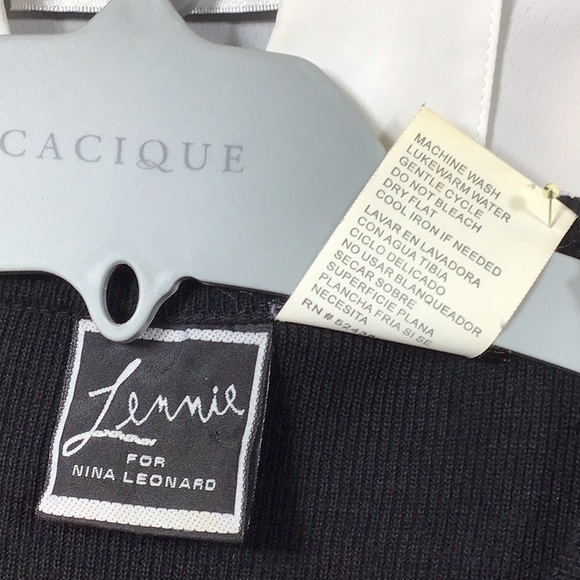 CACIQUE
MACHINE WASH
LUKEWARM WATER
GENTLE CYCLE
DO NOT BLEACH
DRY FLAT
COOL IRON IF NEEDED
LAVAR EN LAVADORA
CON AGUA TIBIA
CICLO DELICADO
NO USAR BLANQUEADOR
SECAR SOBRE
SUPERFICIE PLANA
PLANCHA FRIA SI SE
NECESITA
RN#
Lennie
FOR
NINA LEONARD